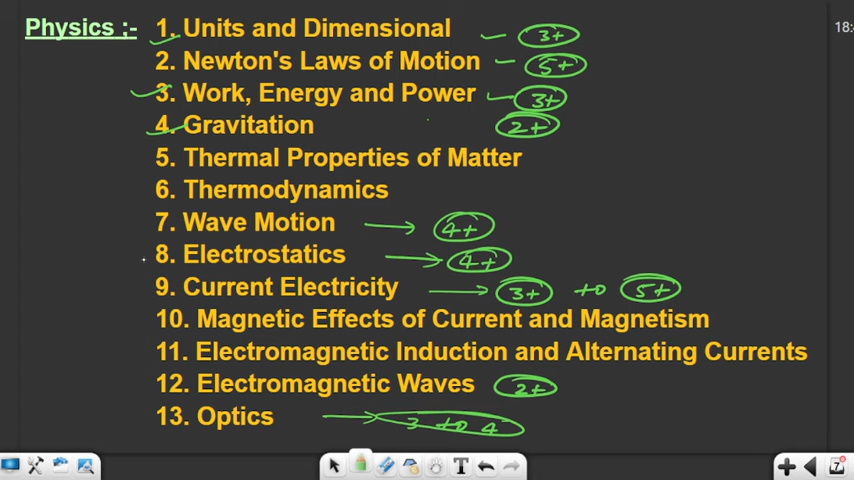 Physics :- 1. Units and Dimensional 3+
2. Newton's Laws of Motion 5+
3. Work, Energy and Power 3+
4. Gravitation 2+
5. Thermal Properties of Matter
6. Thermodynamics
7. Wave Motion → 4+
8. Electrostatics → 4+
9. Current Electricity → 3+ to 5+
10. Magnetic Effects of Current and Magnetism
11. Electromagnetic Induction and Alternating Currents
12. Electromagnetic Waves 2+
13. Optics → 3 to 4